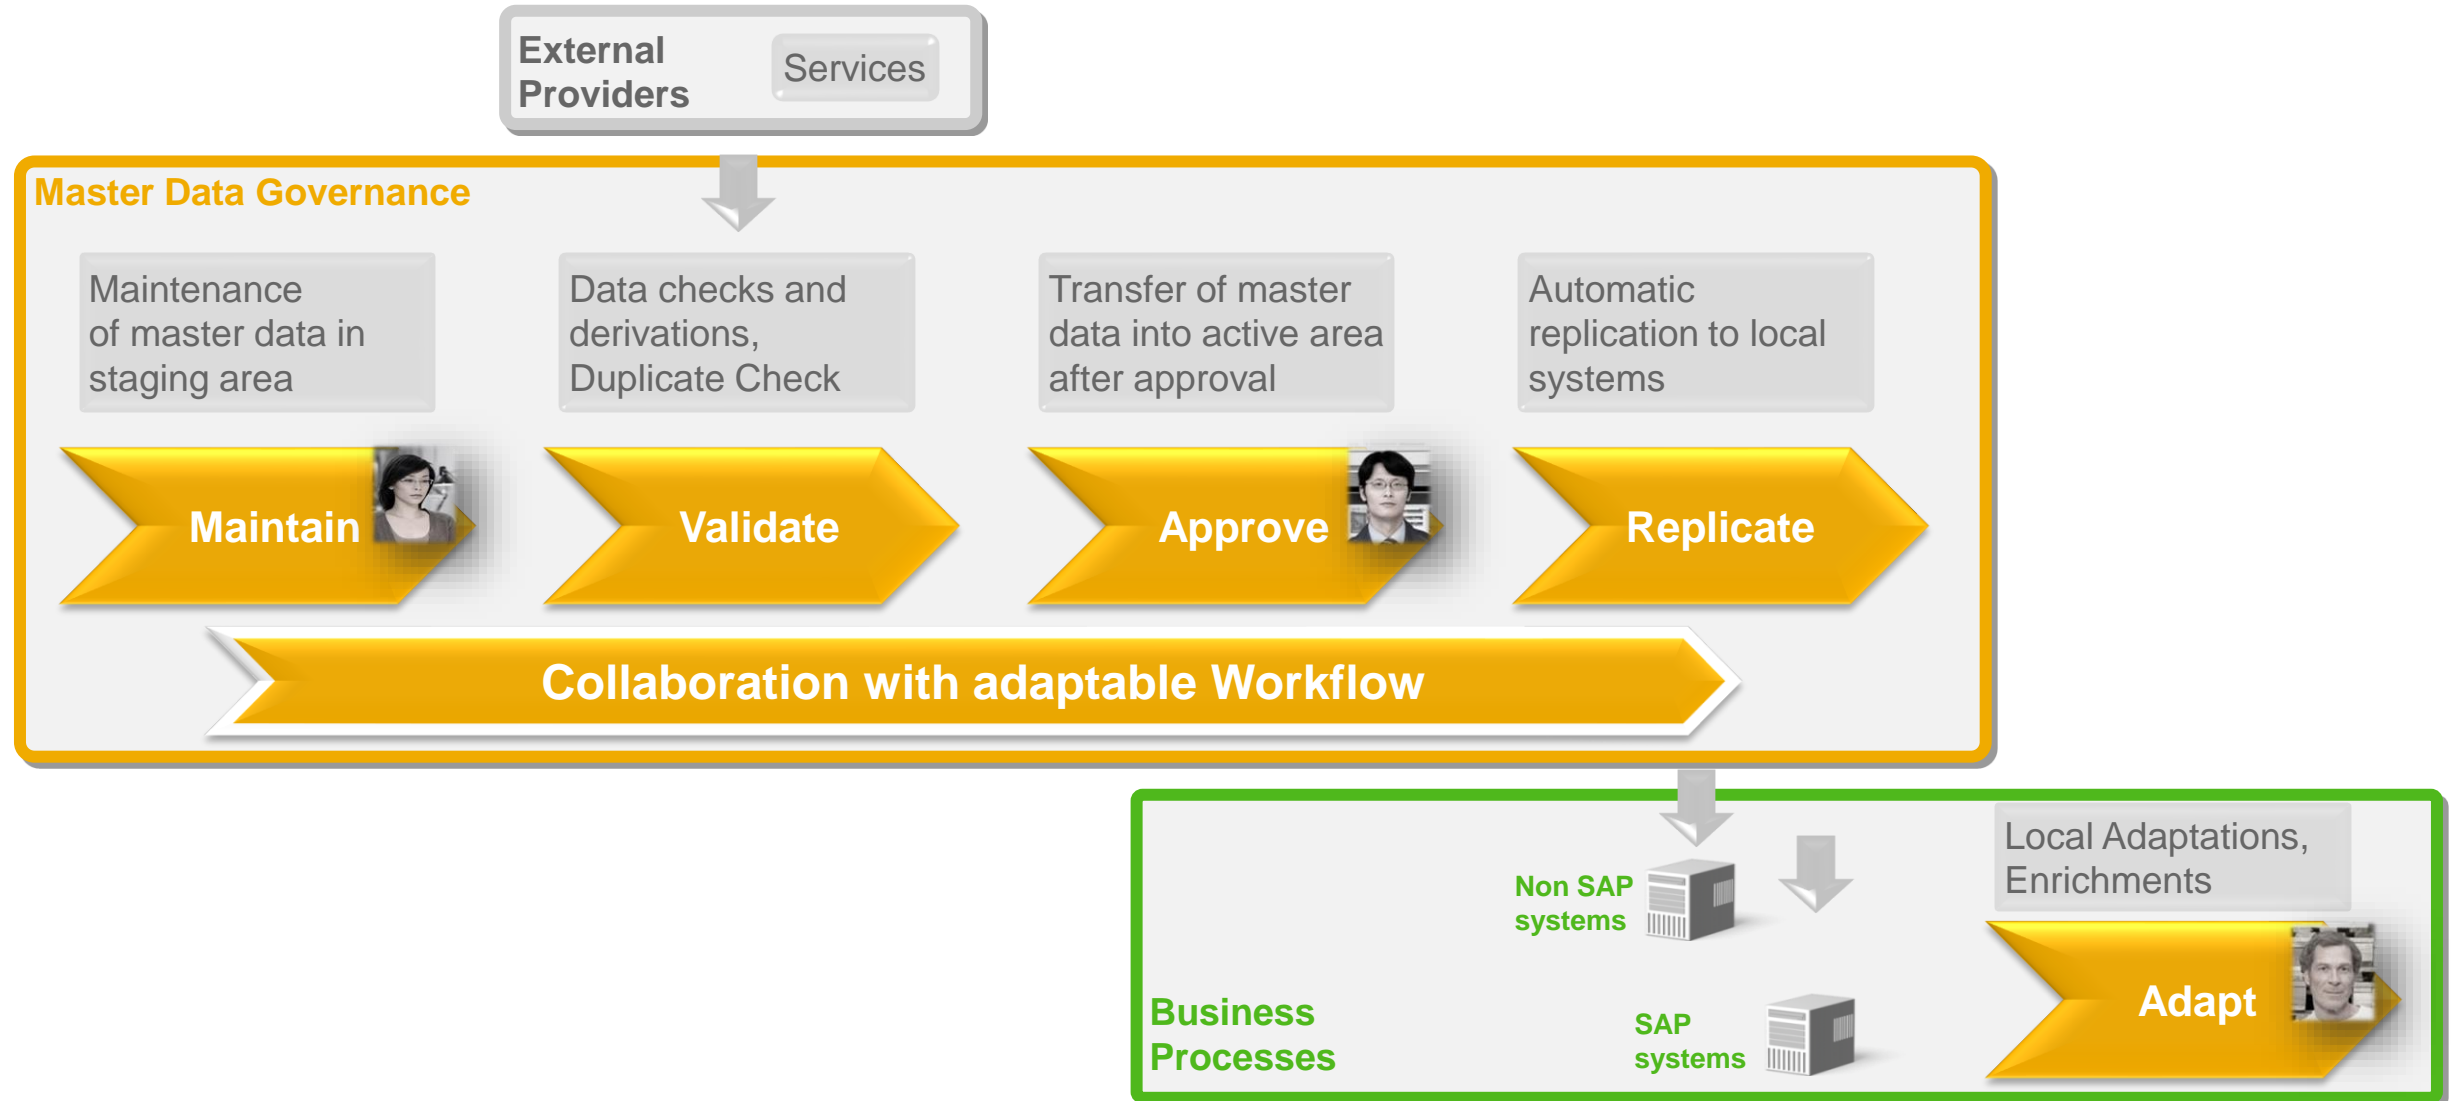 External
Providers
Services
Master Data Governance
Maintenance
of master data in
staging area
Data checks and
derivations,
Duplicate Check
Transfer of master
data into active area
after approval
Automatic
replication to local
systems
Maintain
Validate
Approve
Replicate
Collaboration with adaptable Workflow
Local Adaptations,
Enrichments
Non SAP
systems
Adapt
Business
Processes
SAP
systems